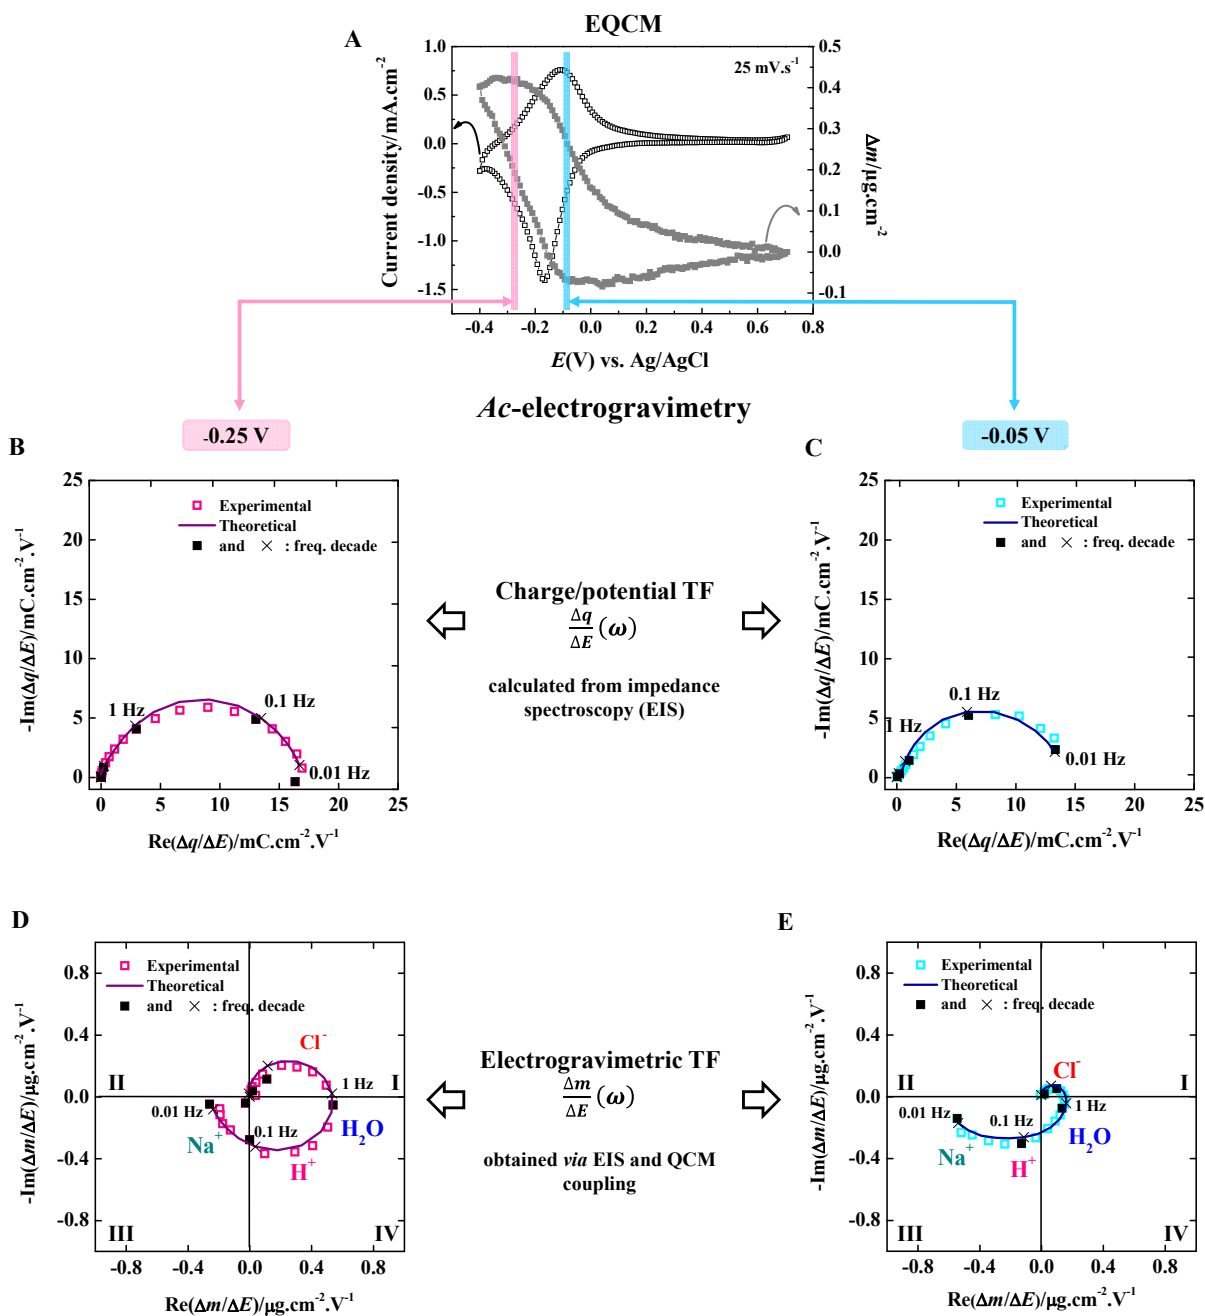 EQCM
A
25 mV.s-1
Current density/mA.cm-2
1.0
0.5
0.0
-0.5
-1.0
-1.5
0.5
0.4
0.3
0.2
0.1
0.0
-0.1
Δm/μg.cm-2
-0.4 -0.2 0.0 0.2 0.4 0.6 0.8
E(V) vs. Ag/AgCl
Ac-electrogravimetry
-0.25 V
-0.05 V
B
25
20
15
10
5
0
-Im(Δq/ΔE)/mC.cm-2.V-1
Experimental
Theoretical
and × : freq. decade
1 Hz
0.1 Hz
0.01 Hz
0 5 10 15 20 25
Re(Δq/ΔE)/mC.cm-2.V-1
Charge/potential TF
Δq/ΔE (ω)
calculated from impedance
spectroscopy (EIS)
C
25
20
15
10
5
0
-Im(Δq/ΔE)/mC.cm-2.V-1
Experimental
Theoretical
and × : freq. decade
0.1 Hz
1 Hz
0.01 Hz
0 5 10 15 20 25
Re(Δq/ΔE)/mC.cm-2.V-1
D
0.8
0.4
0.0
-0.4
-0.8
-Im(Δm/ΔE)/μg.cm-2.V-1
Experimental
Theoretical
and × : freq. decade
Cl-
II
I
1 Hz
0.01 Hz
0.1 Hz
H2O
Na+
H+
III
IV
-0.8 -0.4 0.0 0.4 0.8
Re(Δm/ΔE)/μg.cm-2.V-1
Electrogravimetric TF
Δm/ΔE (ω)
obtained via EIS and QCM
coupling
E
0.8
0.4
0.0
-0.4
-0.8
-Im(Δm/ΔE)/μg.cm-2.V-1
Experimental
Theoretical
and × : freq. decade
Cl-
II
I
0.01 Hz
1 Hz
0.1 Hz
H2O
Na+
H+
III
IV
-0.8 -0.4 0.0 0.4 0.8
Re(Δm/ΔE)/μg.cm-2.V-1